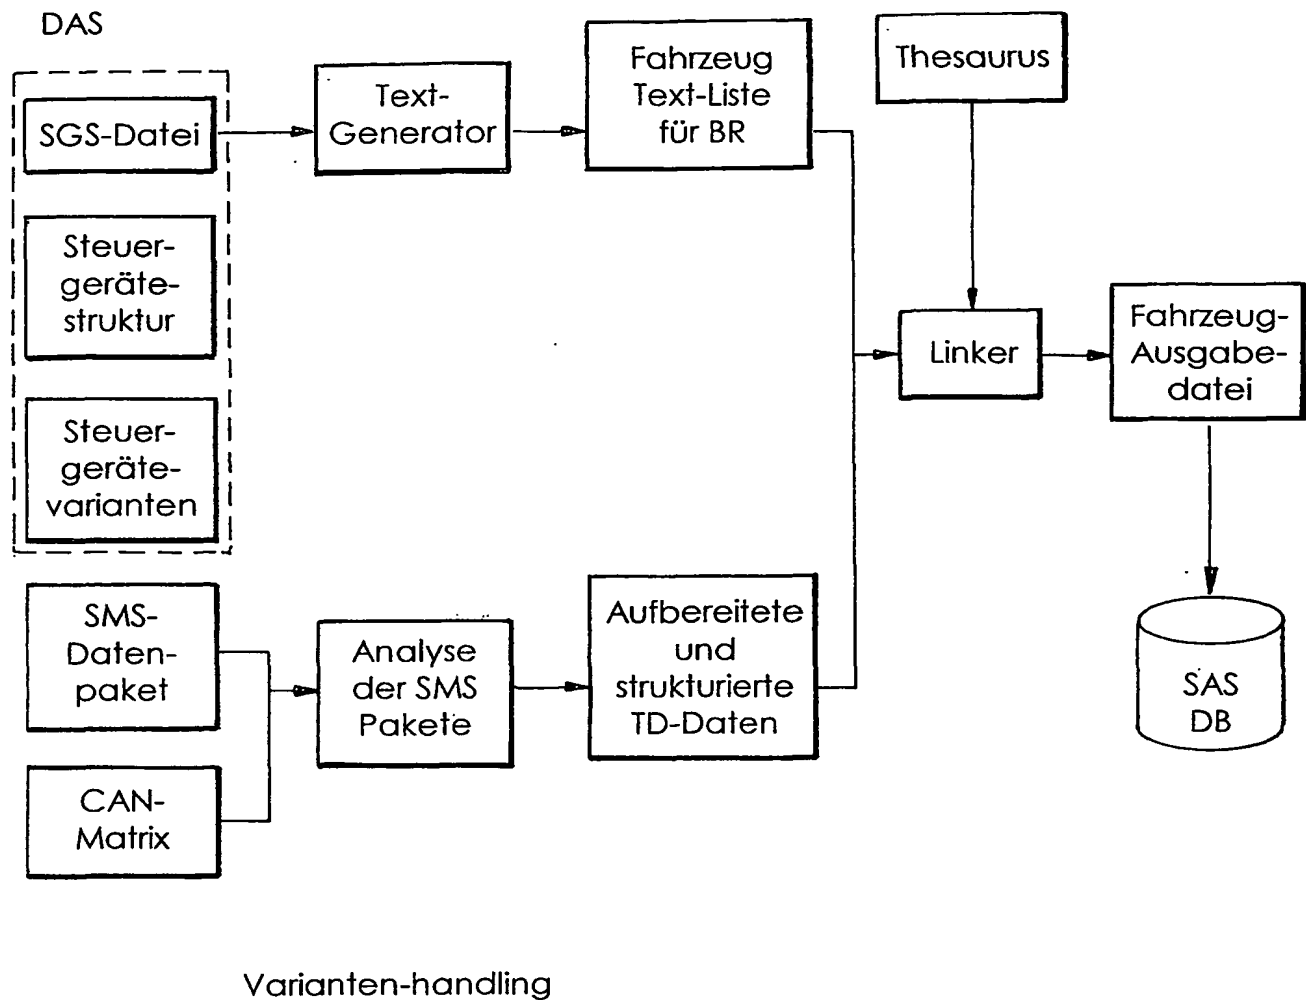 DAS
SGS-Datei
Steuer-
geräte-
struktur
Steuer-
geräte-
varianten
Text-
Generator
Fahrzeug
Text-Liste
für BR
Thesaurus
Linker
Fahrzeug-
Ausgabe-
datei
SMS-
Daten-
paket
CAN-
Matrix
Analyse
der SMS
Pakete
Aufbereitete
und
strukturierte
TD-Daten
SAS
DB
Varianten-handling